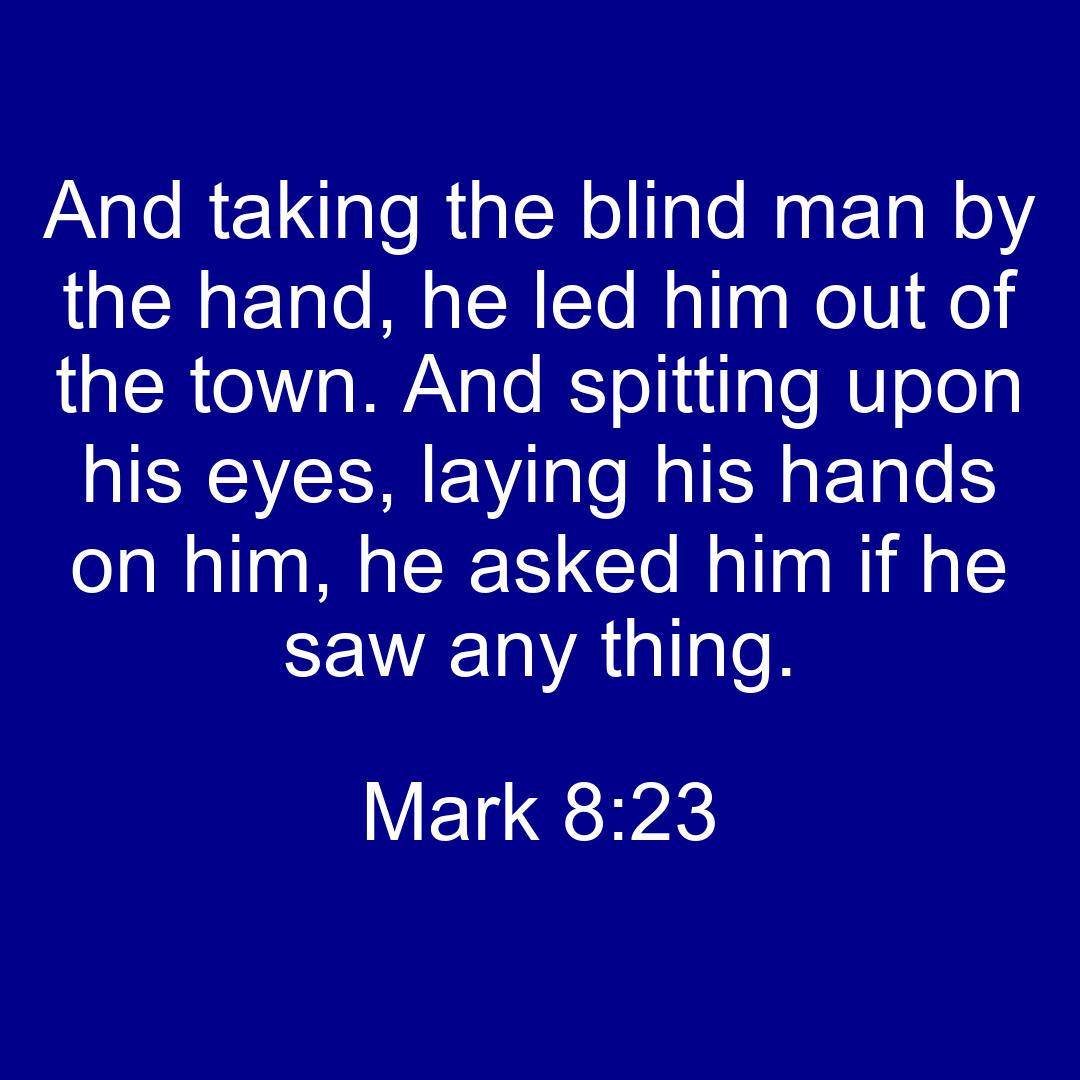 And taking the blind man by
the hand, he led him out of
the town. And spitting upon
his eyes, laying his hands
on him, he asked him if he
saw any thing.
Mark 8:23